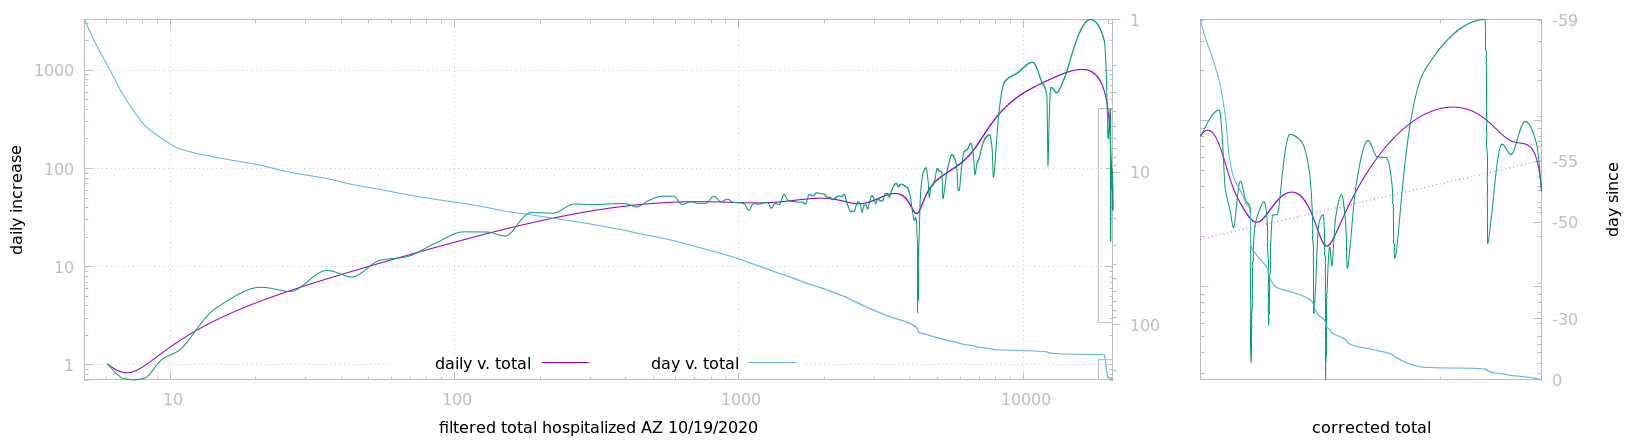 1000
100
10
1
daily increase
10
100
1000
10000
daily v. total
day v. total
filtered total hospitalized AZ 10/19/2020
1
10
100
-59
-55
-50
-30
0
day since
corrected total